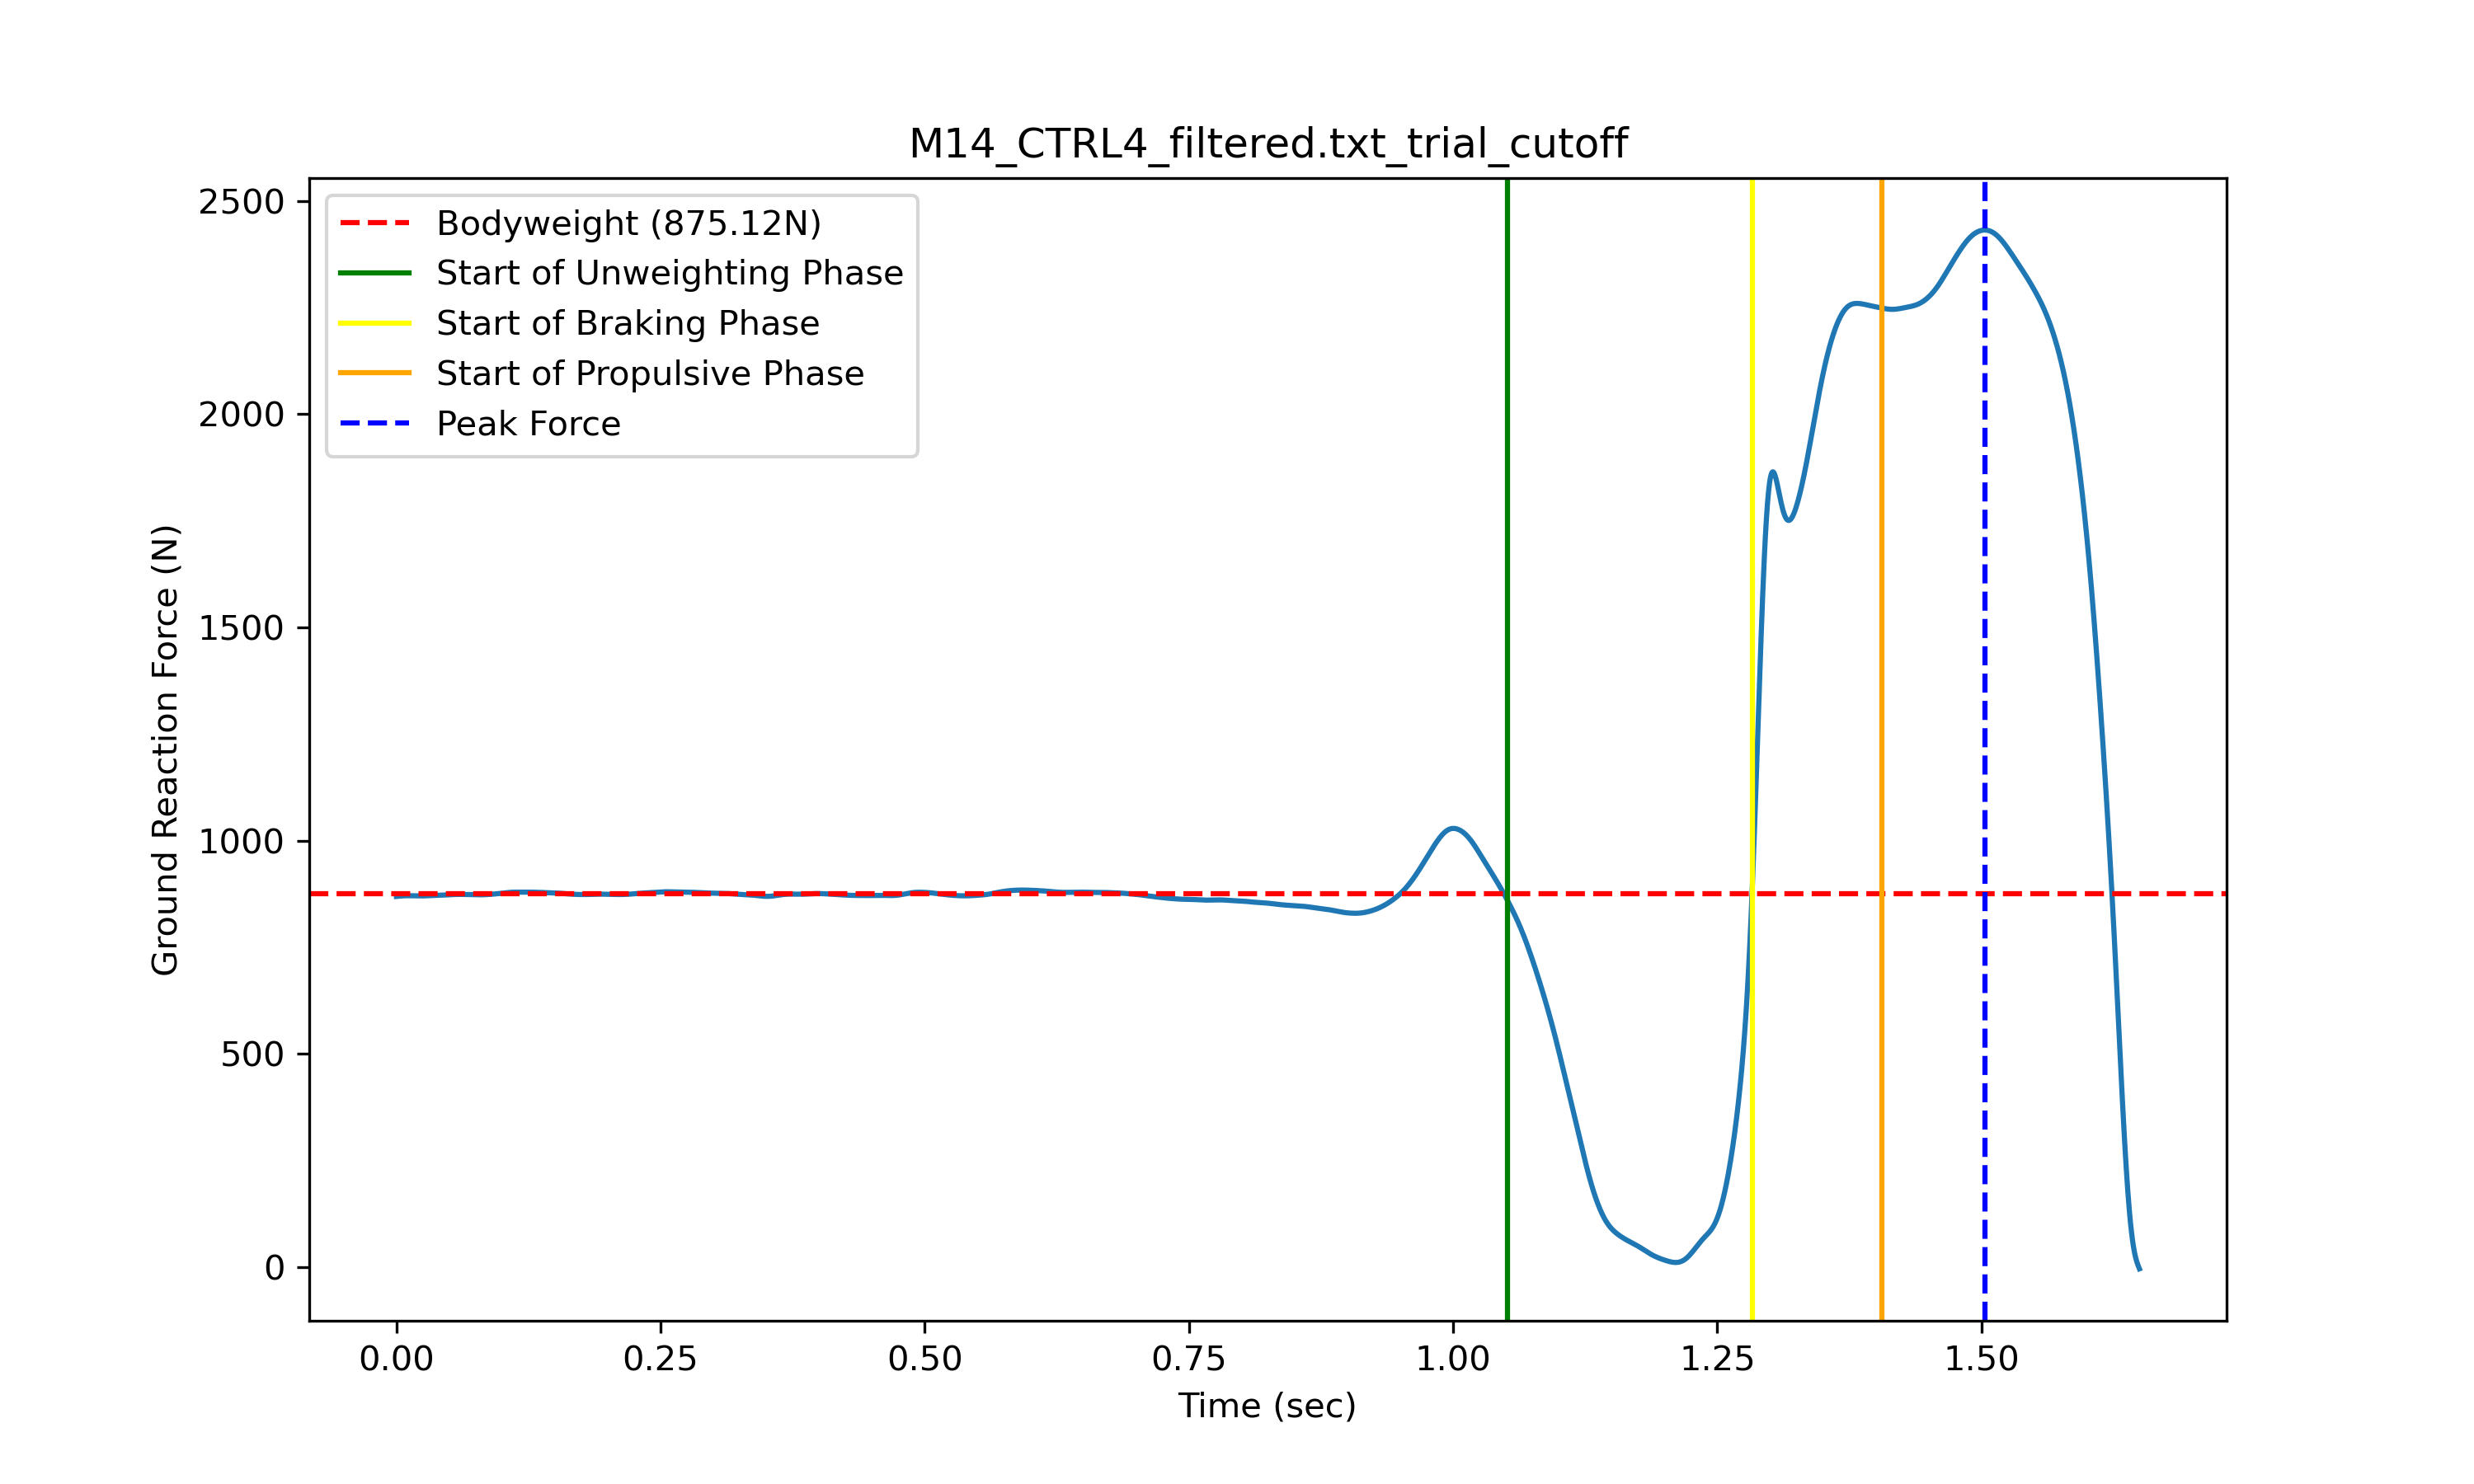 M14_CTRL4_filtered.txt_trial_cutoff
2500
2000
1500
1000
500
0
Ground Reaction Force (N)
Bodyweight (875.12N)
Start of Unweighting Phase
Start of Braking Phase
Start of Propulsive Phase
Peak Force
0.00 0.25 0.50 0.75 1.00 1.25 1.50
Time (sec)